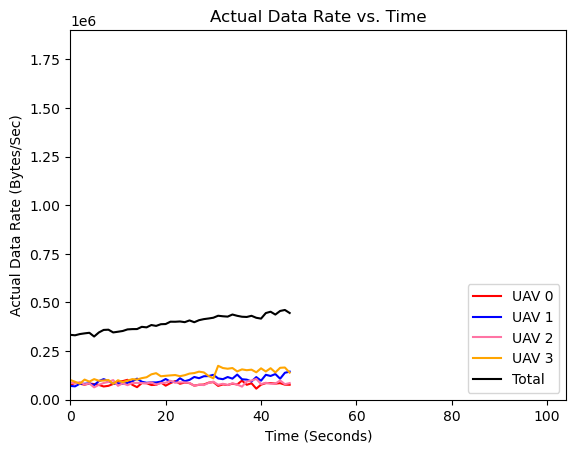 Actual Data Rate vs. Time
1e6
Actual Data Rate (Bytes/Sec)
1.75
1.50
1.25
1.00
0.75
0.50
0.25
0.00
0 20 40 60 80 100
Time (Seconds)
UAV 0
UAV 1
UAV 2
UAV 3
Total